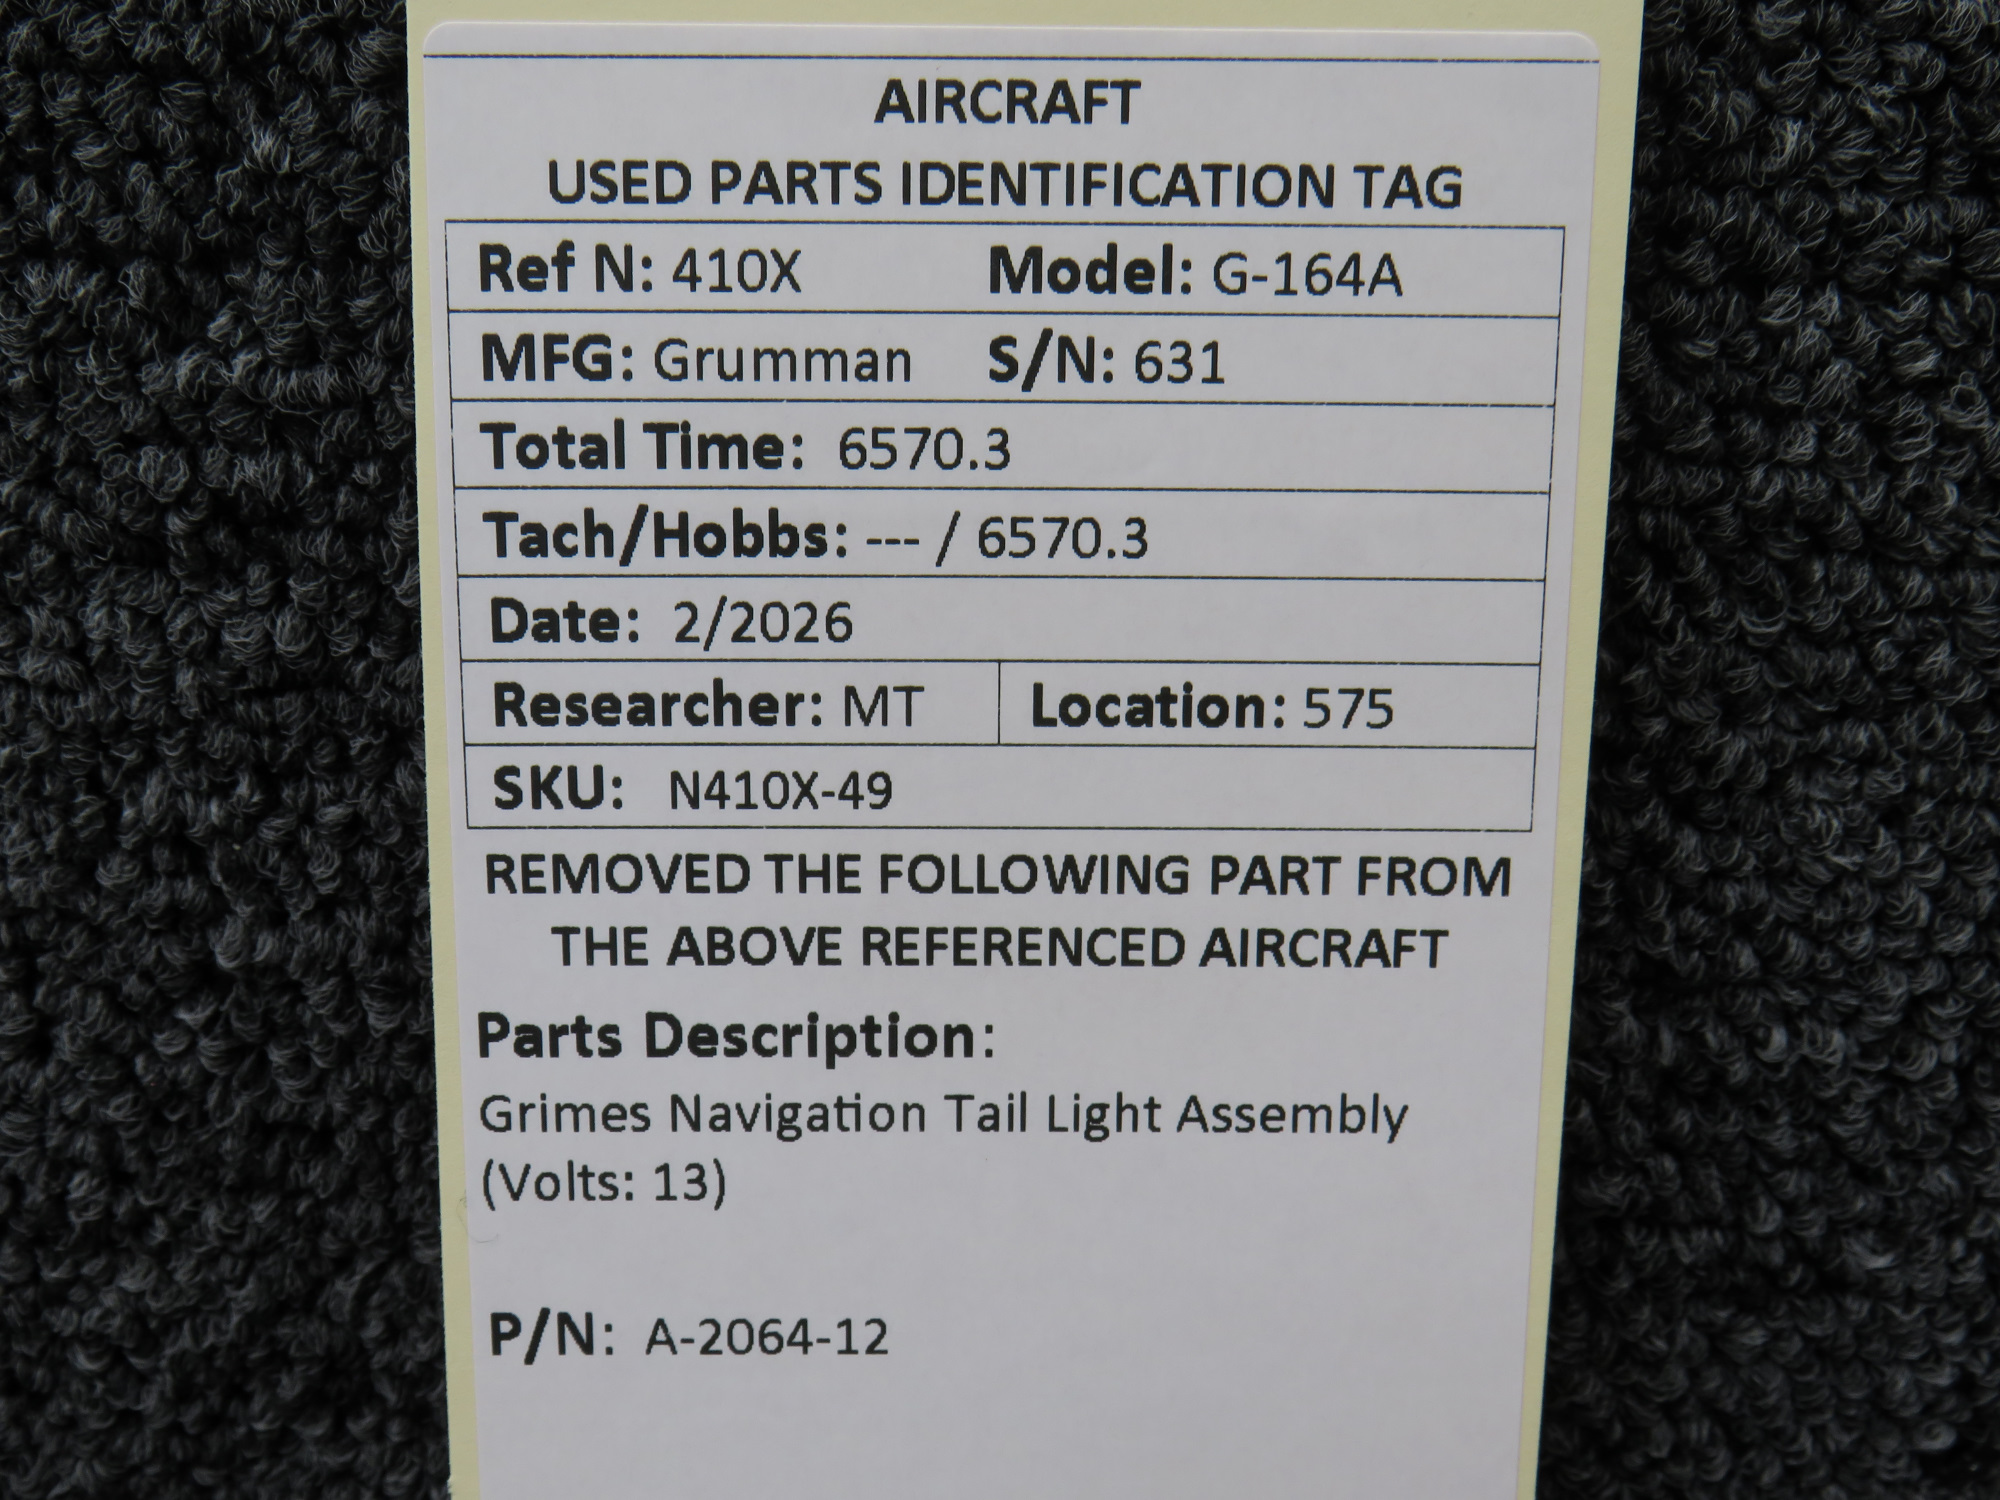 AIRCRAFT
USED PARTS IDENTIFICATION TAG
Ref N: 410X Model: G-164A
MFG: Grumman S/N: 631
Total Time: 6570.3
Tach/Hobbs: --- / 6570.3
Date: 2/2026
Researcher: MT Location: 575
SKU: N410X-49
REMOVED THE FOLLOWING PART FROM
THE ABOVE REFERENCED AIRCRAFT
Parts Description:
Grimes Navigation Tail Light Assembly
(Volts: 13)
P/N: A-2064-12